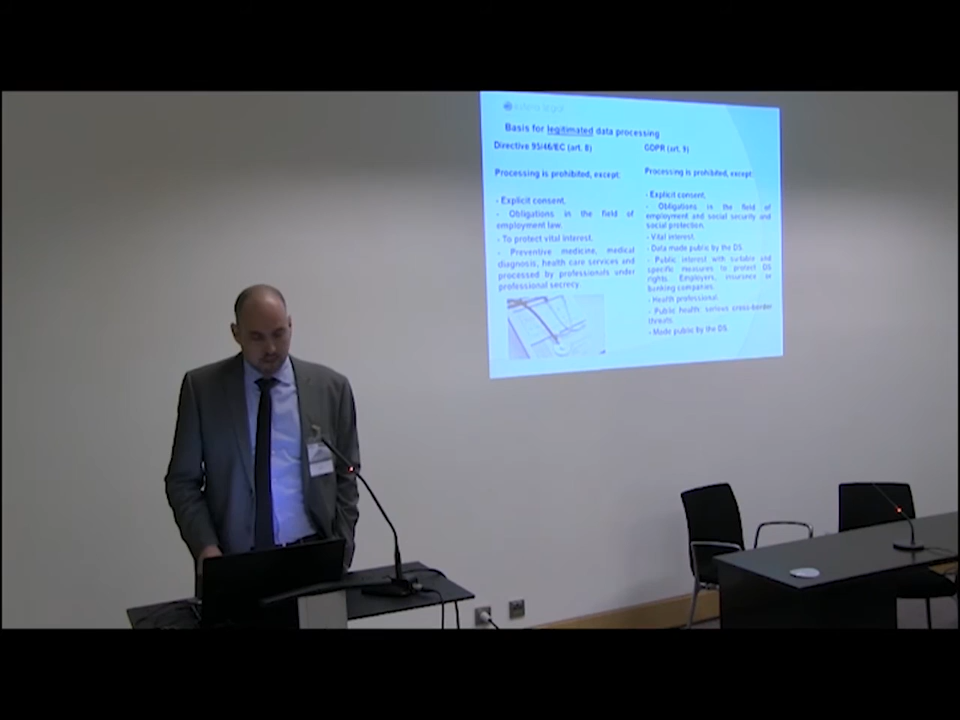 Basis for legitimated data processing
Directive 95/46/EC (art. 8)
Processing is prohibited, except:
- Explicit consent.
- Obligations in the field of
employment law.
- To protect vital interest.
- Preventive medicine, medical
diagnosis, health care services and
processed by professionals under
professional secrecy.
GDPR (art. 9)
Processing is prohibited, except:
- Explicit consent.
- Obligations in the field of
employment and social security and
social protection.
- Vital interest.
- Data made public by the DS.
- Public interest with suitable and
specific measures to protect DS
rights. Employers, insurance or
banking companies.
- Health professional.
- Public health: serious cross-border
threats.
- Made public by the DS.